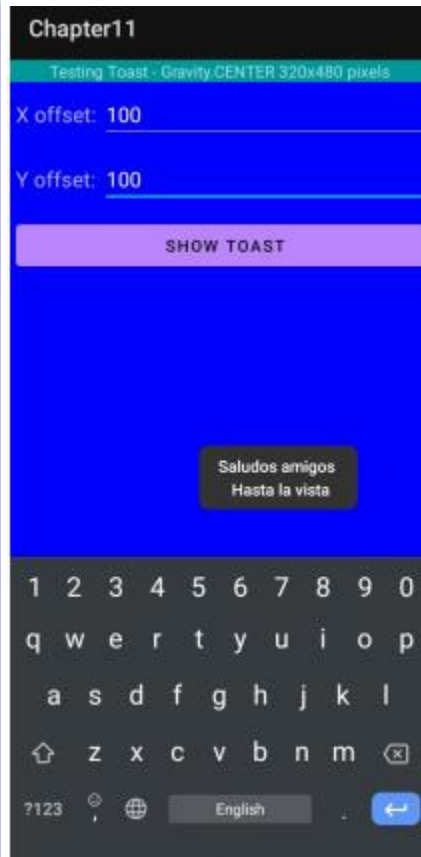 Chapter11
Testing Toast - Gravity.CENTER 320x480 pixels
X offset: 100
Y offset: 100
SHOW TOAST
Saludos amigos
Hasta la vista
1 2 3 4 5 6 7 8 9 0
q w e r t y u i o p
a s d f g h j k l
z x c v b n m
?123 , English .